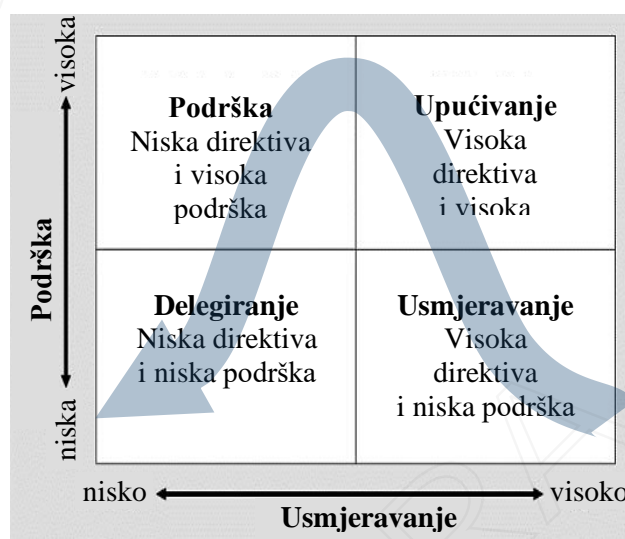 visoka
Podrška
niska
Podrška
Niska direktiva
i visoka
podrška
Upućivanje
Visoka
direktiva
i visoka
Delegiranje
Niska direktiva
i niska podrška
Usmjeravanje
Visoka
direktiva
i niska podrška
nisko
visoko
Usmjeravanje